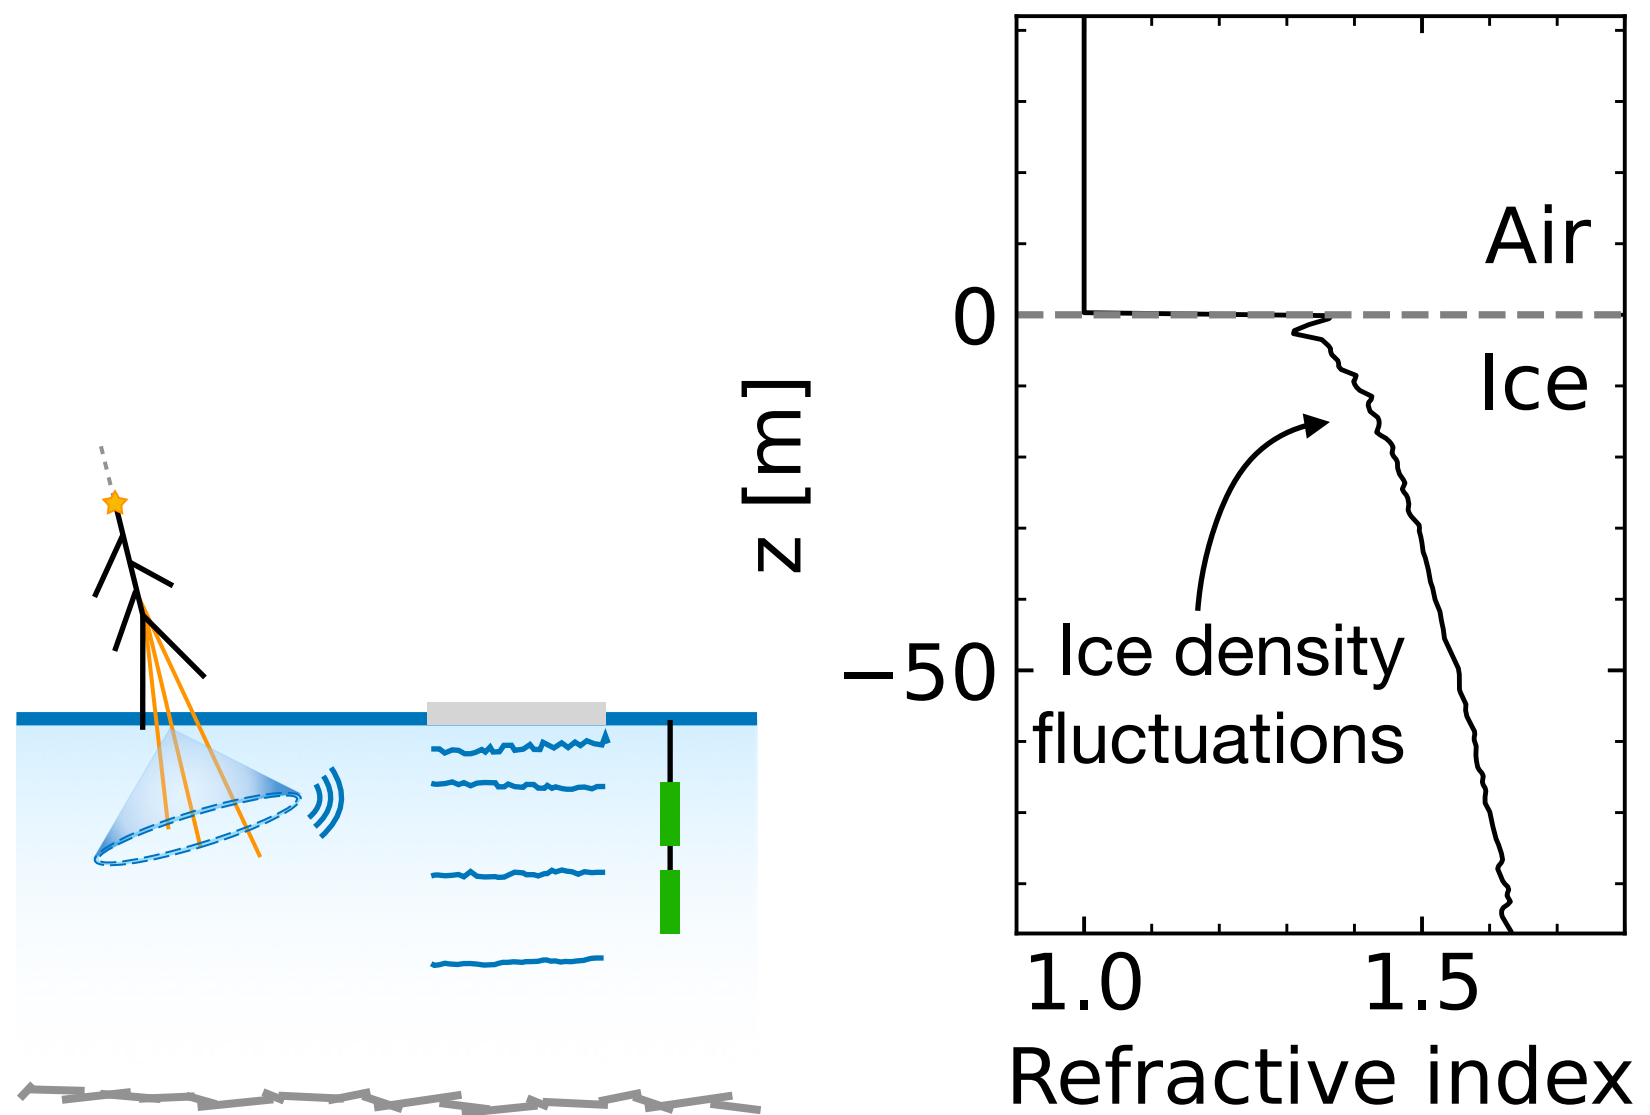 Air
0
Ice
z [m]
Ice density
−50
fluctuations
1.0 1.5
Refractive index